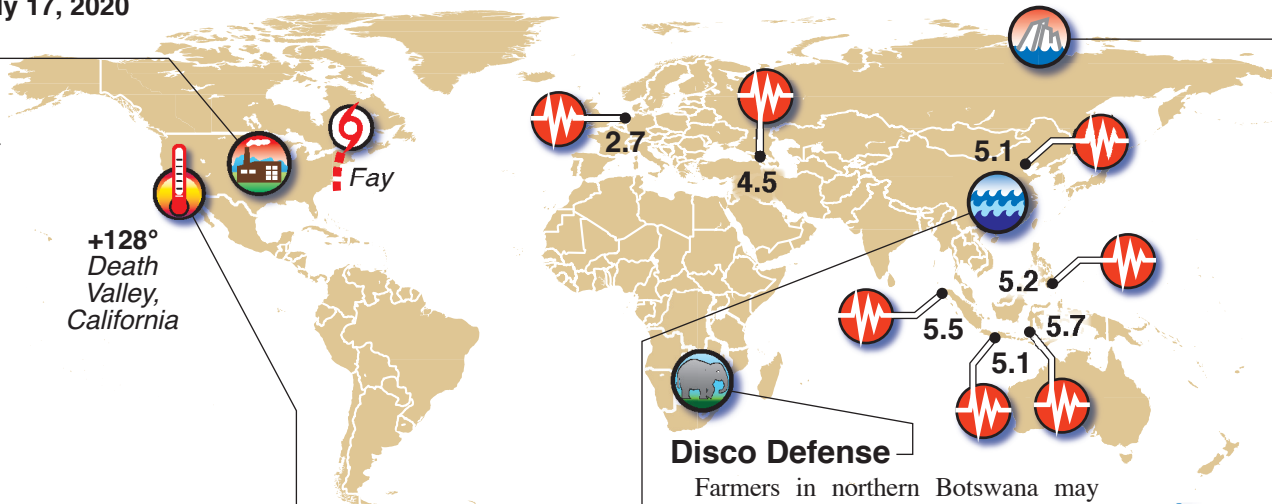 y 17, 2020
2.7
4.5
5.1
Fay
+128°
Death
Valley,
California
5.2
5.5
5.7
5.1
Disco Defense
Farmers in northern Botswana may